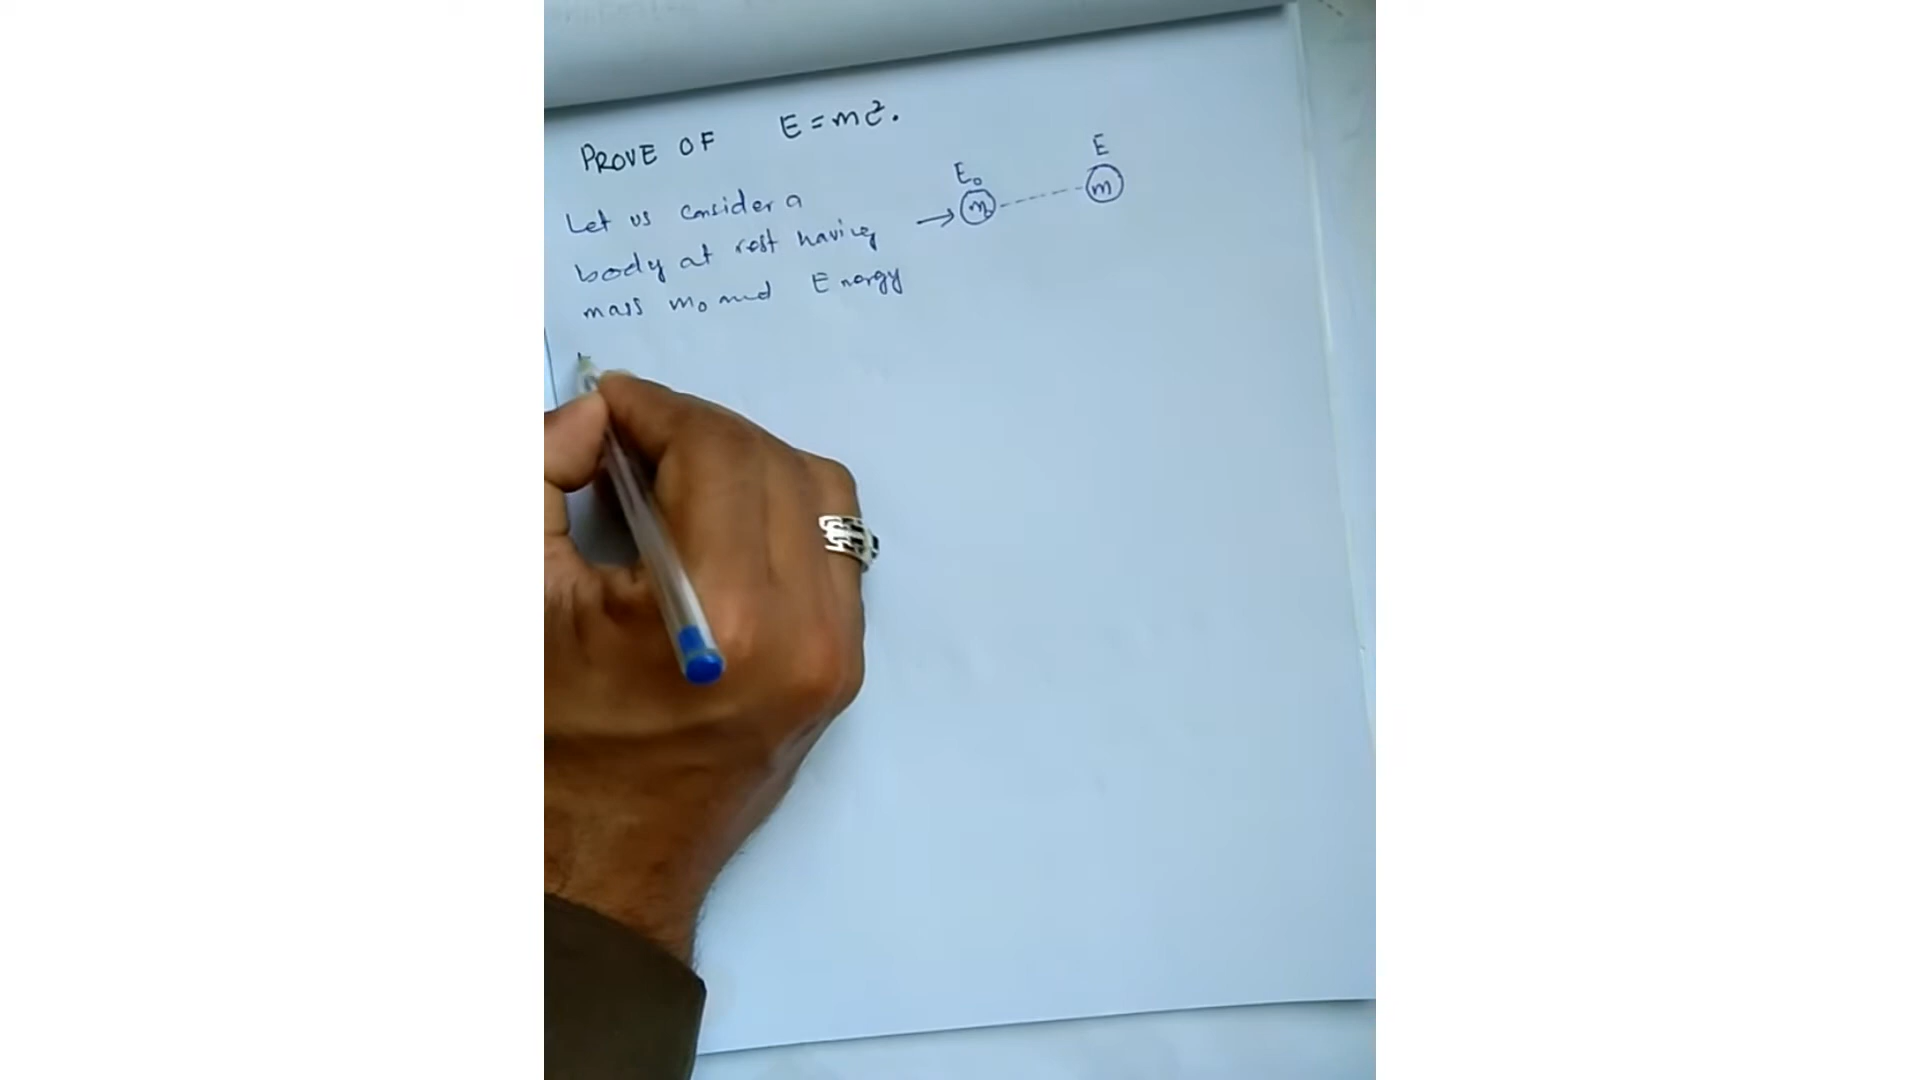 PROVE OF E = mc².
Let us consider a
body at rest having
mass m₀ and Energy
E₀
m₀
E
m